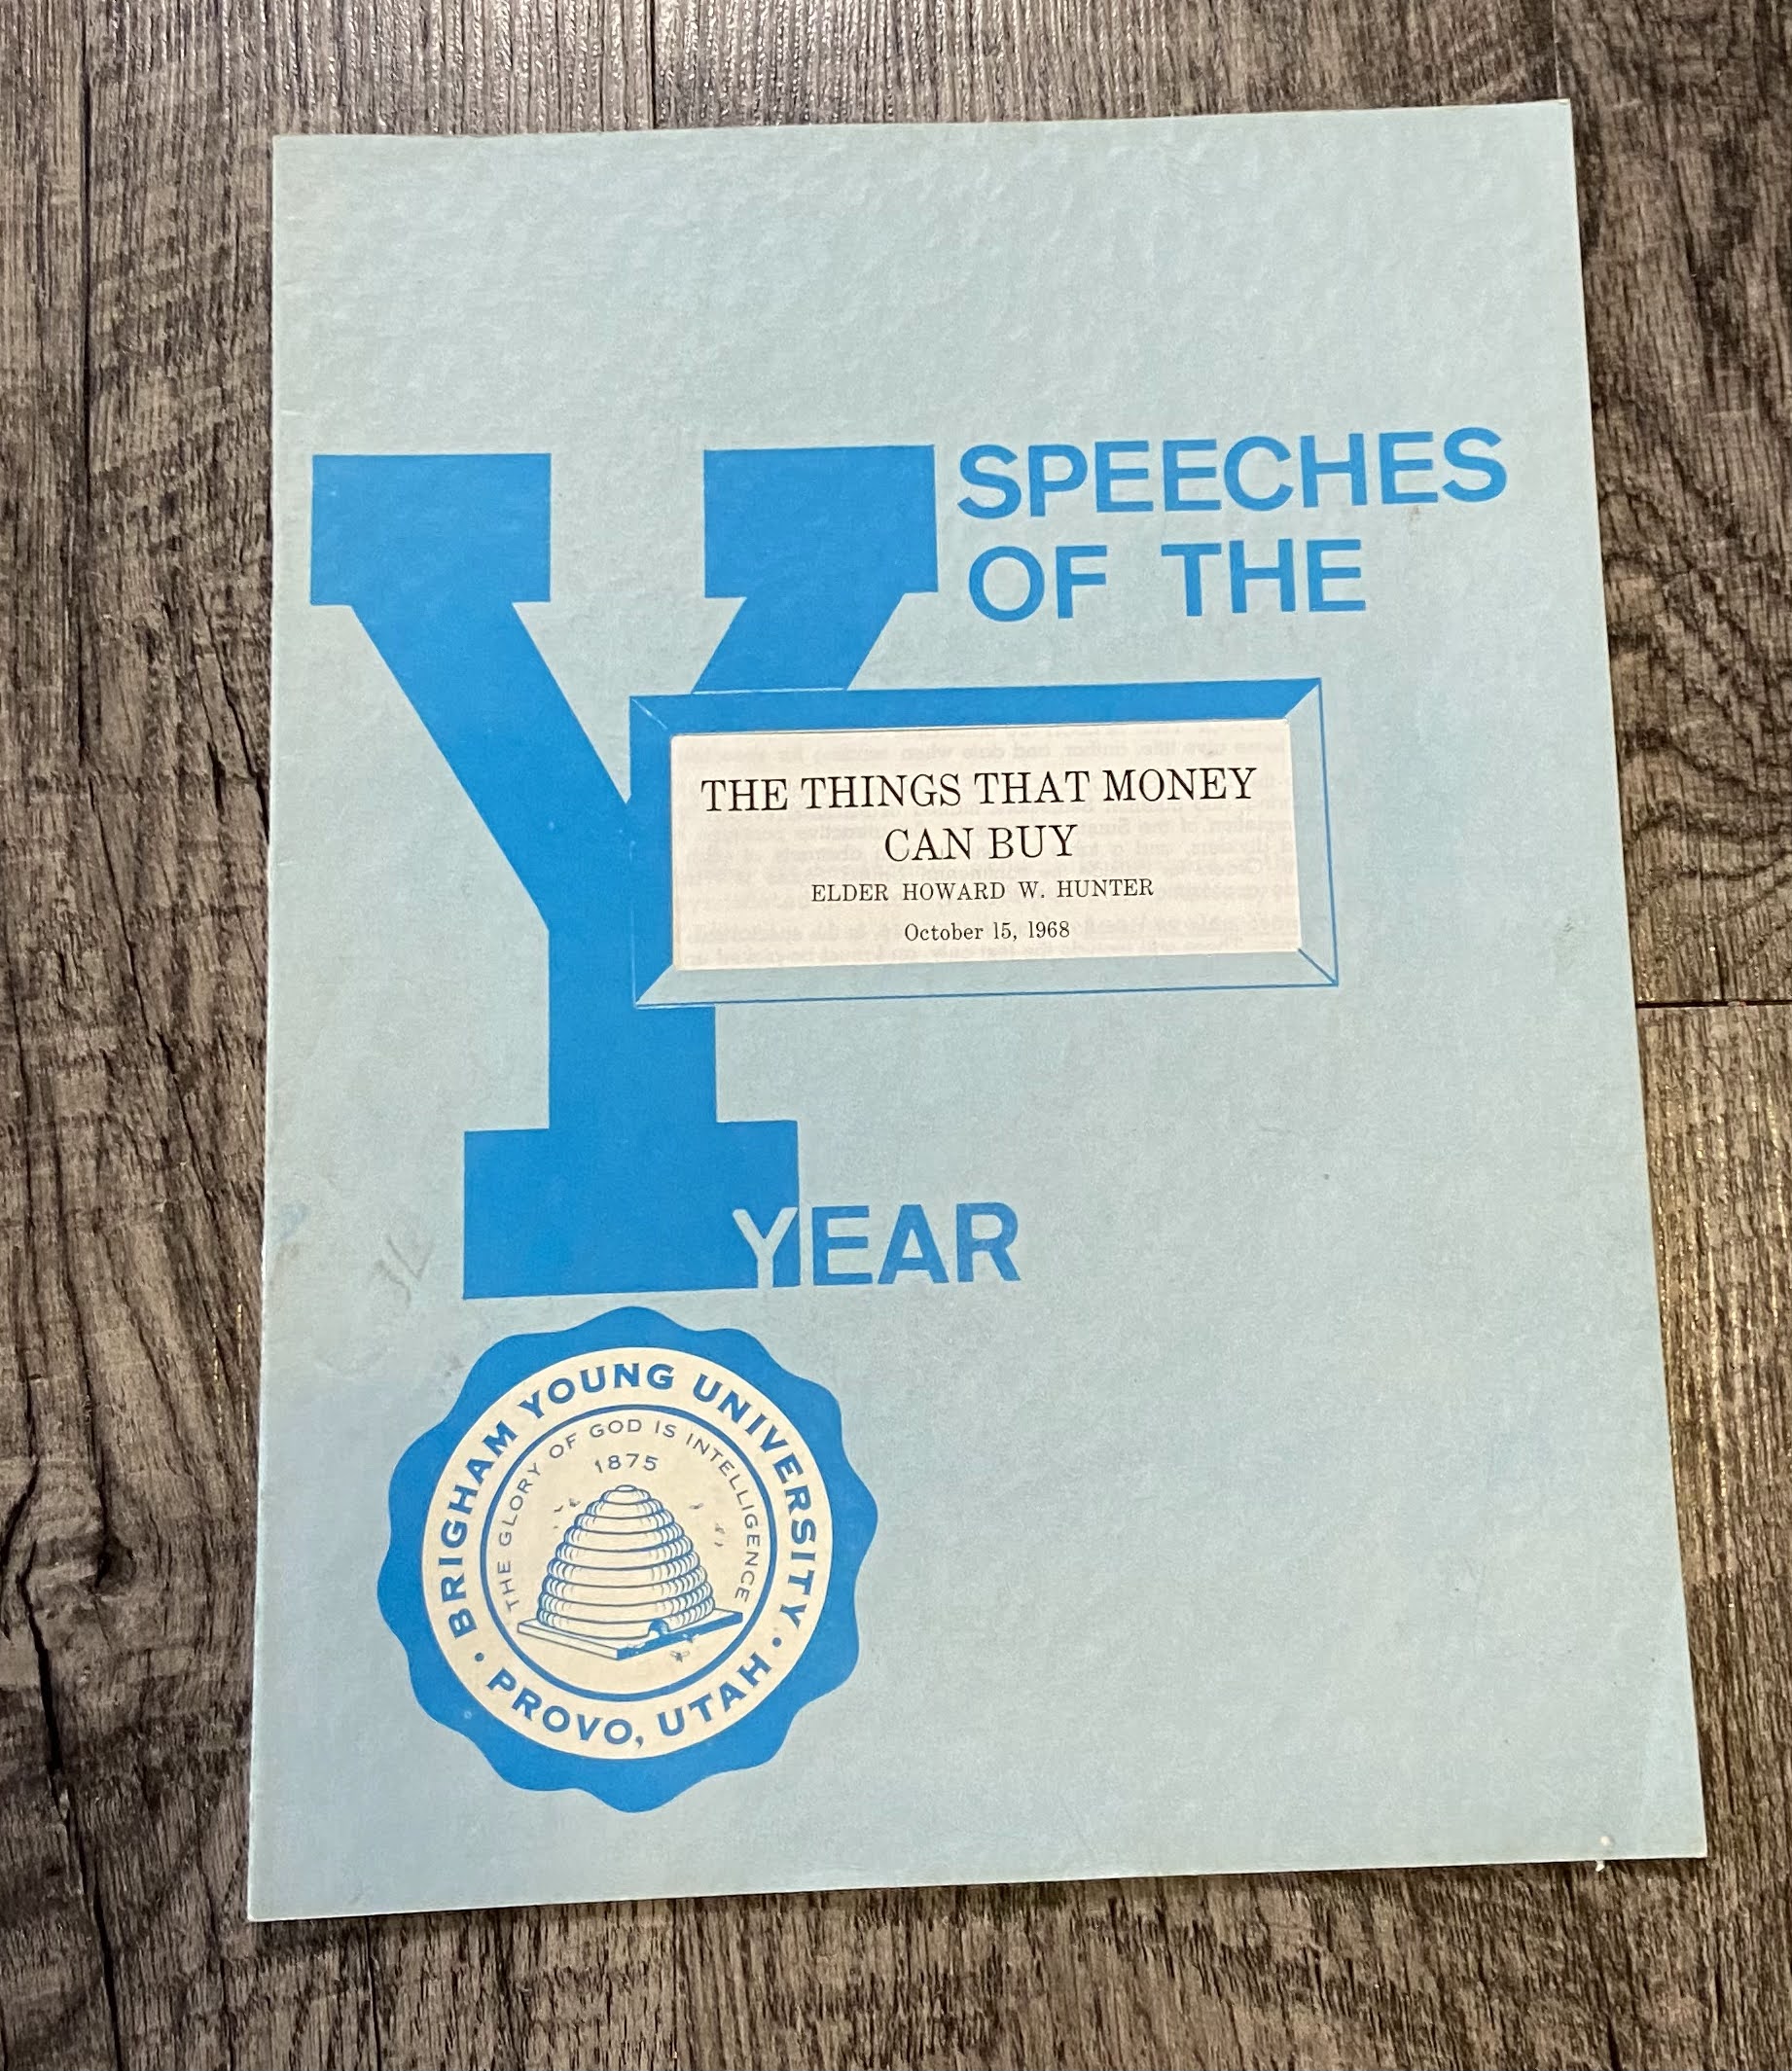 SPEECHES
OF THE
THE THINGS THAT MONEY
CAN BUY
ELDER HOWARD W. HUNTER
October 15, 1968
YEAR
BRIGHAM YOUNG UNIVERSITY
THE GLORY OF GOD IS INTELLIGENCE
1875
• PROVO, UTAH •